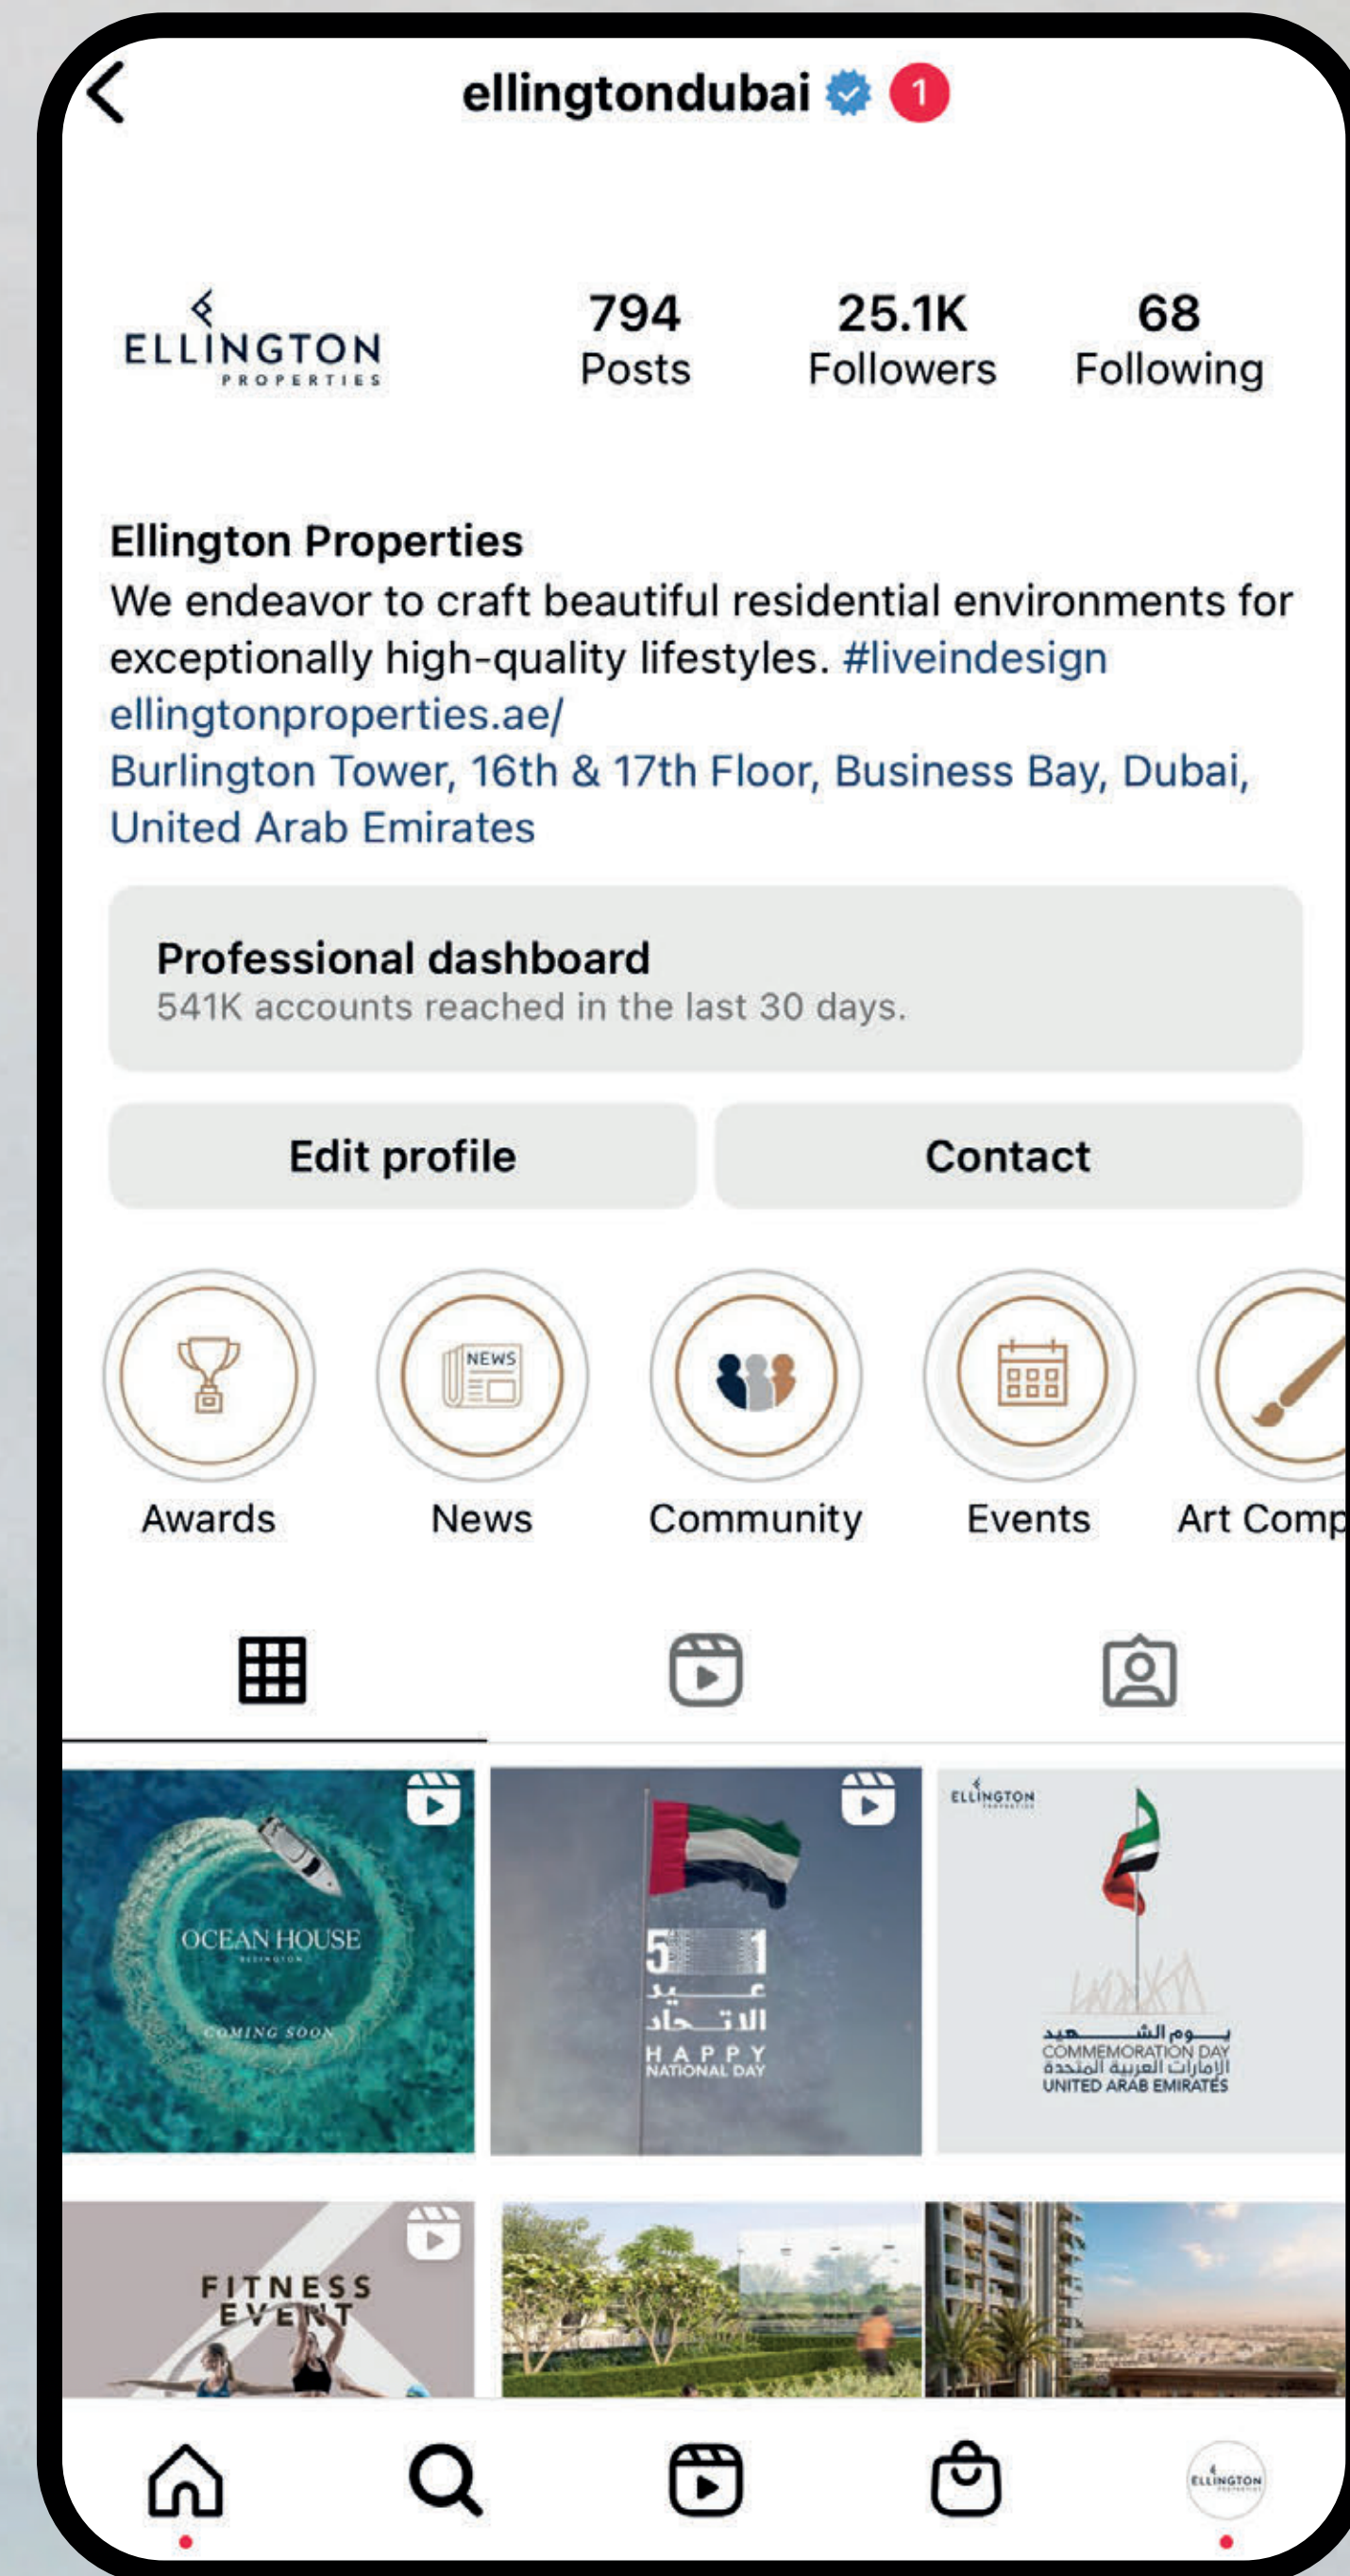 ellingtondubai 1
ELLINGTON
PROPERTIES
794 25.1K 68
Posts Followers Following
Ellington Properties
We endeavor to craft beautiful residential environments for
exceptionally high-quality lifestyles. #liveindesign
ellingtonproperties.ae/
Burlington Tower, 16th & 17th Floor, Business Bay, Dubai,
United Arab Emirates
Professional dashboard
541K accounts reached in the last 30 days.
Edit profile Contact
NEWS
Awards News Community Events Art Comp
OCEAN HOUSE
ELLINGTON
COMING SOON
51
عيد
الاتحاد
HAPPY
NATIONAL DAY
ELLINGTON
PROPERTIES
يوم الشهيد
COMMEMORATION DAY
الإمارات العربية المتحدة
UNITED ARAB EMIRATES
FITNESS
EVENT
ELLINGTON
PROPERTIES